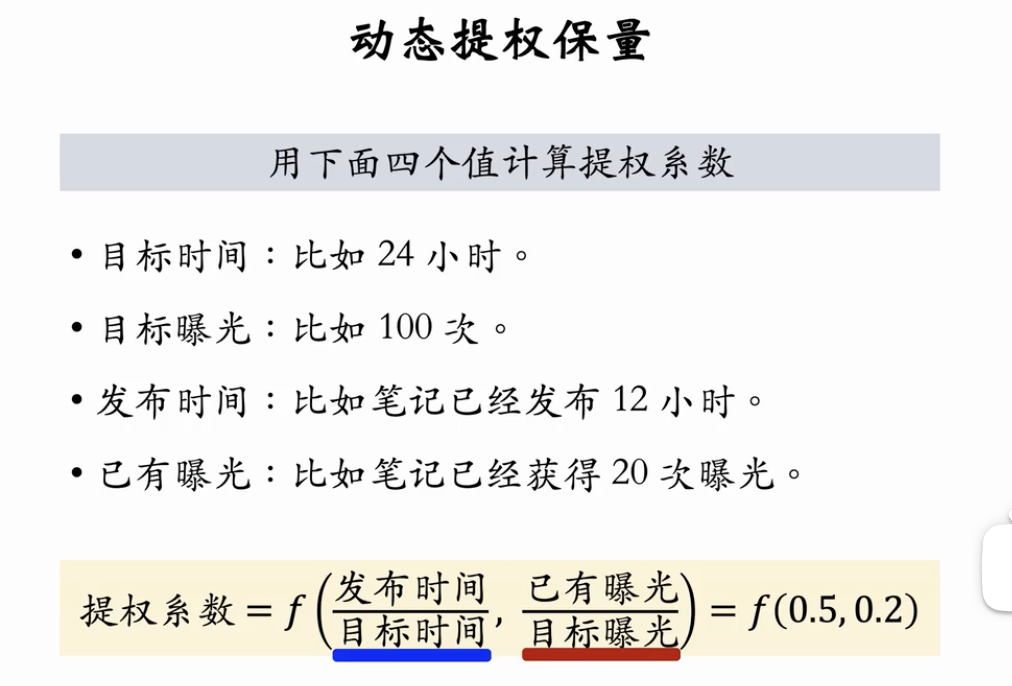 动态提权保量
用下面四个值计算提权系数
• 目标时间：比如 24 小时。
• 目标曝光：比如 100 次。
• 发布时间：比如笔记已经发布 12 小时。
• 已有曝光：比如笔记已经获得 20 次曝光。
提权系数 = f(发布时间/目标时间, 已有曝光/目标曝光) = f(0.5, 0.2)